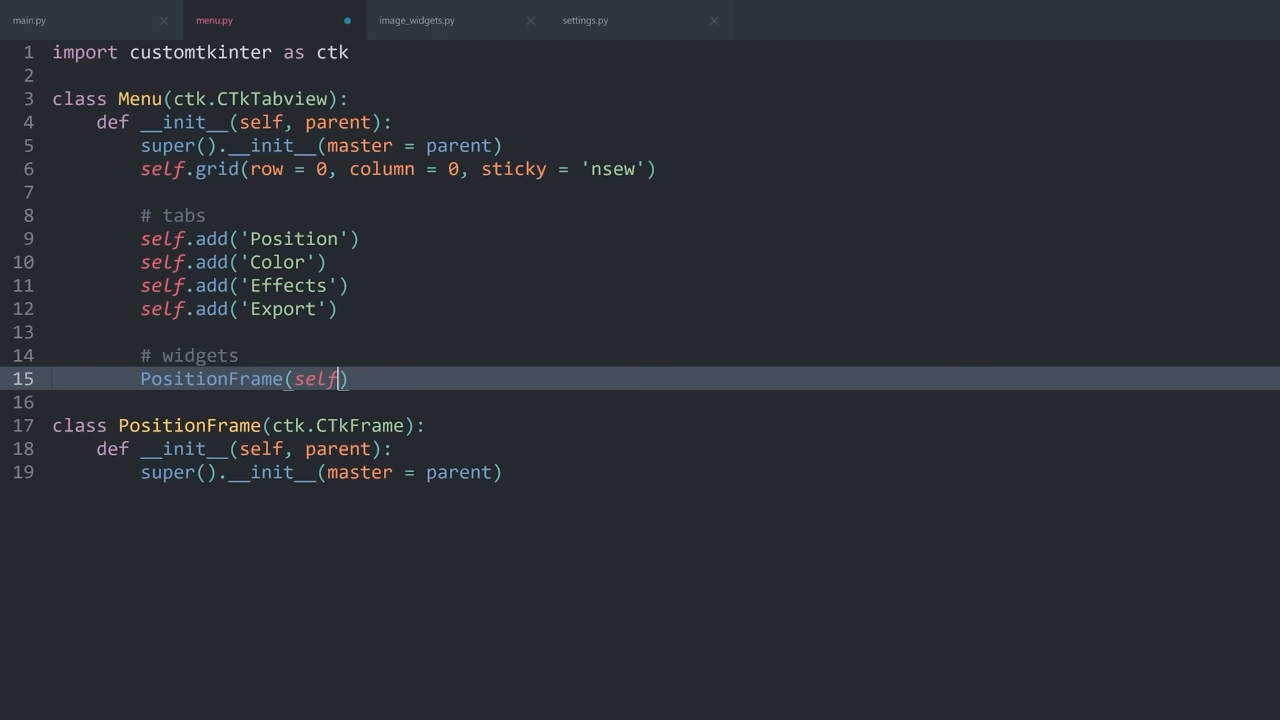 main.py menu.py image_widgets.py settings.py
1 import customtkinter as ctk
2
3 class Menu(ctk.CTkTabview):
4     def __init__(self, parent):
5         super().__init__(master = parent)
6         self.grid(row = 0, column = 0, sticky = 'nsew')
7
8         # tabs
9         self.add('Position')
10         self.add('Color')
11         self.add('Effects')
12         self.add('Export')
13
14         # widgets
15         PositionFrame(self)
16
17 class PositionFrame(ctk.CTkFrame):
18     def __init__(self, parent):
19         super().__init__(master = parent)